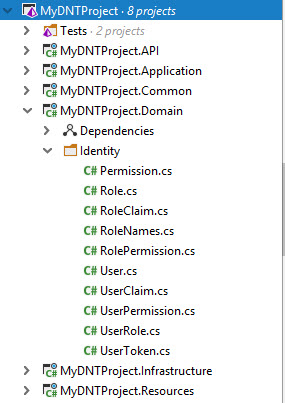 MyDNTProject · 8 projects
Tests · 2 projects
MyDNTProject.API
MyDNTProject.Application
MyDNTProject.Common
MyDNTProject.Domain
Dependencies
Identity
C# Permission.cs
C# Role.cs
C# RoleClaim.cs
C# RoleNames.cs
C# RolePermission.cs
C# User.cs
C# UserClaim.cs
C# UserPermission.cs
C# UserRole.cs
C# UserToken.cs
MyDNTProject.Infrastructure
MyDNTProject.Resources